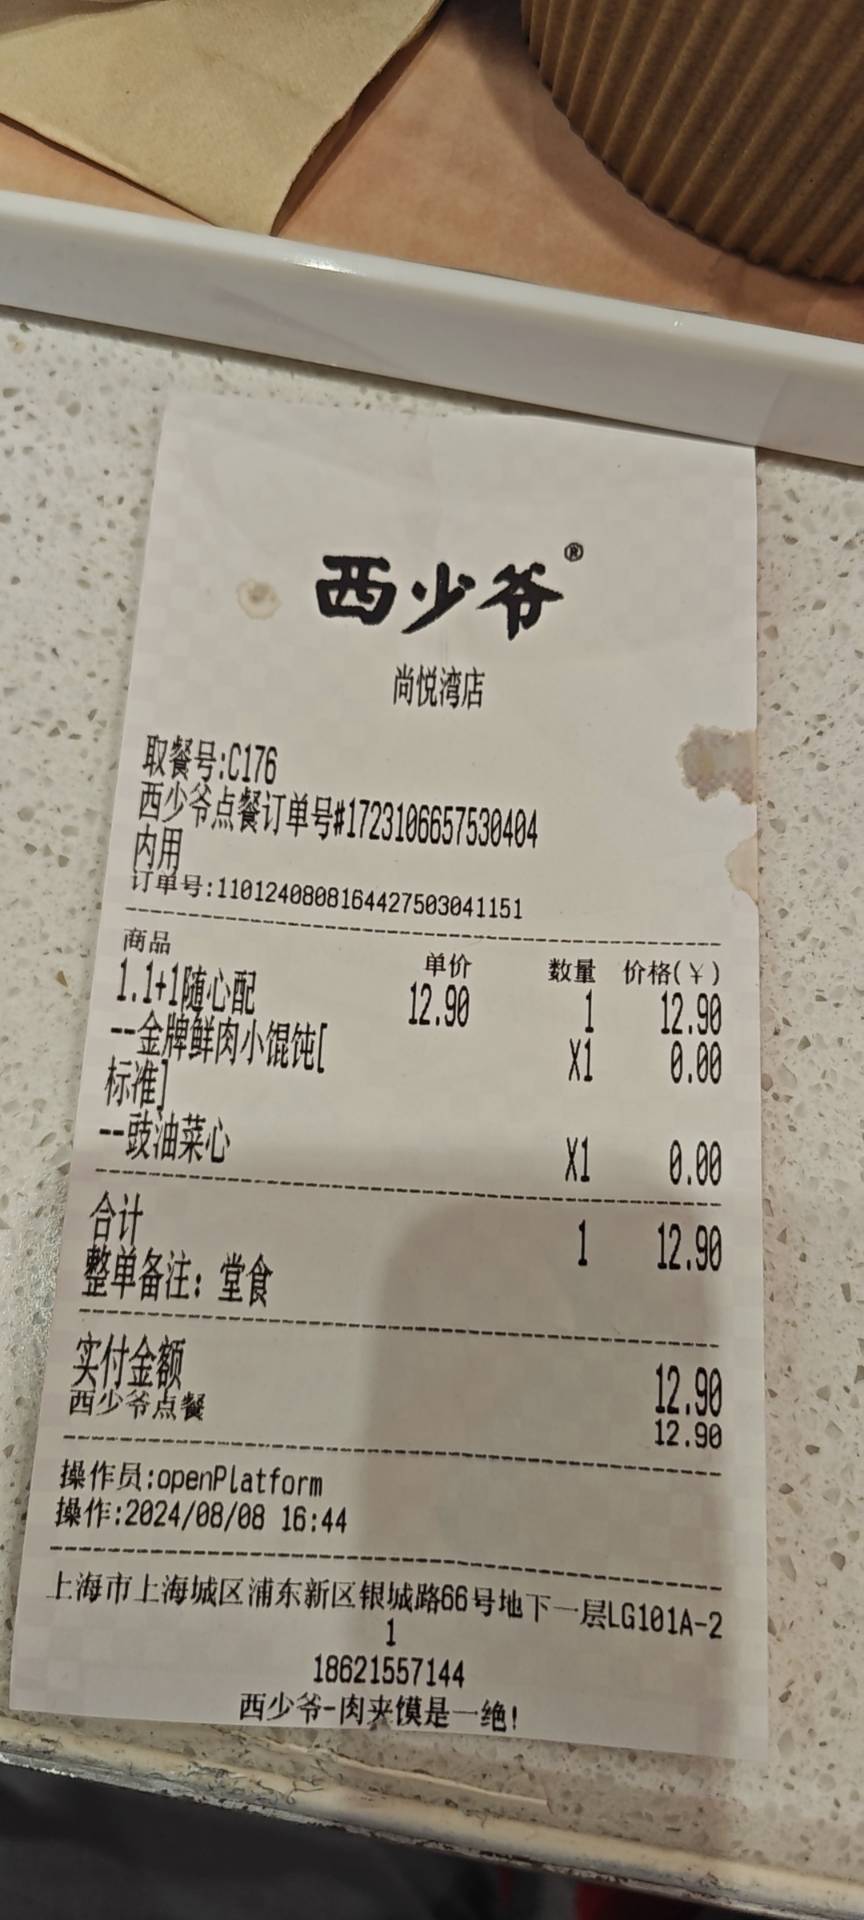 西少爷®
尚悦湾店
取餐号:C176
西少爷点餐订单号#1723106657530404
内用
订单号:1101240808164427503041151
商品 单价 数量 价格(￥)
1.1+1随心配 12.90 1 12.90
--金牌鲜肉小馄饨[ X1 0.00
标准]
--豉油菜心 X1 0.00
合计 1 12.90
整单备注：堂食
实付金额 12.90
西少爷点餐 12.90
操作员:openPlatform
操作:2024/08/08 16:44
上海市上海城区浦东新区银城路66号地下一层LG101A-2
1
18621557144
西少爷-肉夹馍是一绝!